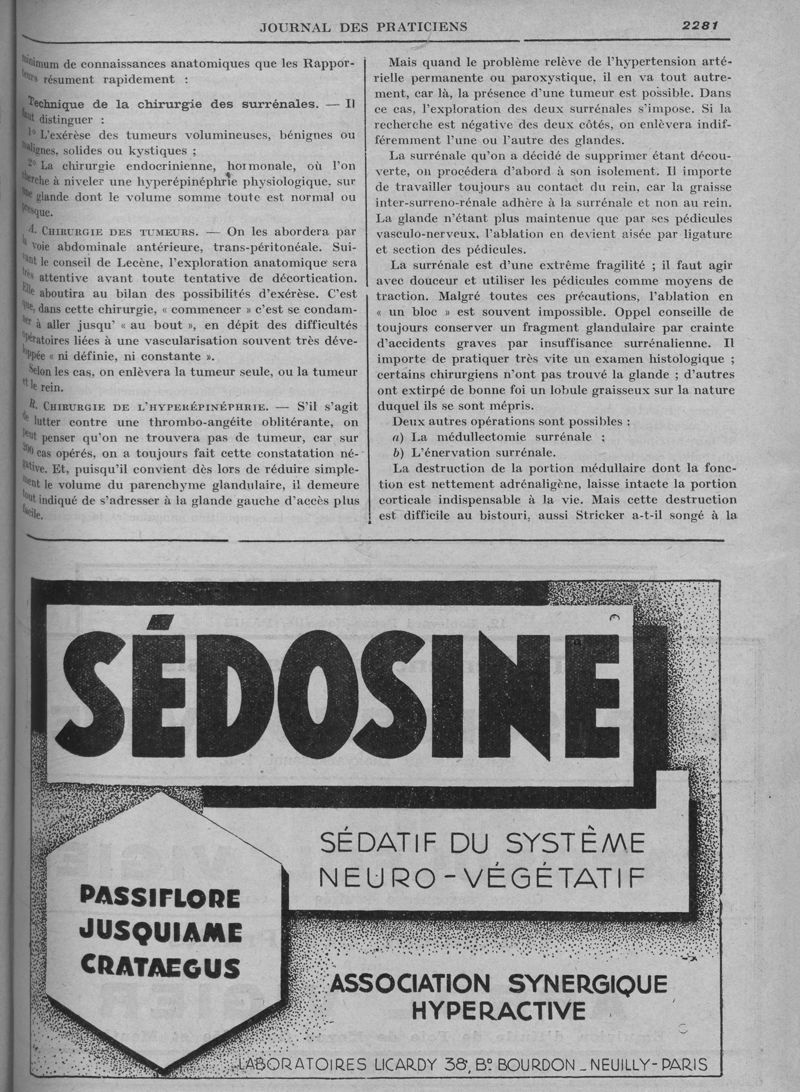 JOURNAL DES PRATICIENS 2281
minimum de connaissances anatomiques que les Rappor-
teurs résument rapidement :
Technique de la chirurgie des surrénales. — Il
faut distinguer :
1° L'exérèse des tumeurs volumineuses, bénignes ou
malignes, solides ou kystiques ;
2° La chirurgie endocrinienne, hormonale, où l'on
cherche à niveler une hyperépinéphrie physiologique, sur
une glande dont le volume somme toute est normal ou
presque.
A. CHIRURGIE DES TUMEURS. — On les abordera par
la voie abdominale antérieure, trans-péritonéale. Sui-
vant le conseil de Lecène, l'exploration anatomique sera
très attentive avant toute tentative de décortication.
Elle aboutira au bilan des possibilités d'exérèse. C'est
que, dans cette chirurgie, « commencer » c'est se condam-
ner à aller jusqu' « au bout », en dépit des difficultés
opératoires liées à une vascularisation souvent très déve-
loppée « ni définie, ni constante ».
Selon les cas, on enlèvera la tumeur seule, ou la tumeur
et le rein.
B. CHIRURGIE DE L'HYPERÉPINÉPHRIE. — S'il s'agit
de lutter contre une thrombo-angéite oblitérante, on
peut penser qu'on ne trouvera pas de tumeur, car sur
200 cas opérés, on a toujours fait cette constatation né-
gative. Et, puisqu'il convient dès lors de réduire simple-
ment le volume du parenchyme glandulaire, il demeure
tout indiqué de s'adresser à la glande gauche d'accès plus
facile.
Mais quand le problème relève de l'hypertension arté-
rielle permanente ou paroxystique, il en va tout autre-
ment, car là, la présence d'une tumeur est possible. Dans
ce cas, l'exploration des deux surrénales s'impose. Si la
recherche est négative des deux côtés, on enlèvera indif-
féremment l'une ou l'autre des glandes.
La surrénale qu'on a décidé de supprimer étant décou-
verte, on procédera d'abord à son isolement. Il importe
de travailler toujours au contact du rein, car la graisse
inter-surreno-rénale adhère à la surrénale et non au rein.
La glande n'étant plus maintenue que par ses pédicules
vasculo-nerveux, l'ablation en devient aisée par ligature
et section des pédicules.
La surrénale est d'une extrême fragilité ; il faut agir
avec douceur et utiliser les pédicules comme moyens de
traction. Malgré toutes ces précautions, l'ablation en
« un bloc » est souvent impossible. Oppel conseille de
toujours conserver un fragment glandulaire par crainte
d'accidents graves par insuffisance surrénalienne. Il
importe de pratiquer très vite un examen histologique ;
certains chirurgiens n'ont pas trouvé la glande ; d'autres
ont extirpé de bonne foi un lobule graisseux sur la nature
duquel ils se sont mépris.
Deux autres opérations sont possibles :
a) La médullectomie surrénale ;
b) L'énervation surrénale.
La destruction de la portion médullaire dont la fonc-
tion est nettement adrénaligène, laisse intacte la portion
corticale indispensable à la vie. Mais cette destruction
est difficile au bistouri, aussi Stricker a-t-il songé à la
SÉDOSINE
SÉDATIF DU SYSTÊME
NEURO-VÉGÉTATIF
PASSIFLORE
JUSQUIAME
CRATAEGUS
ASSOCIATION SYNERGIQUE
HYPERACTIVE
LABORATOIRES LICARDY 38, Bᴅ BOURDON _ NEUILLY-PARIS